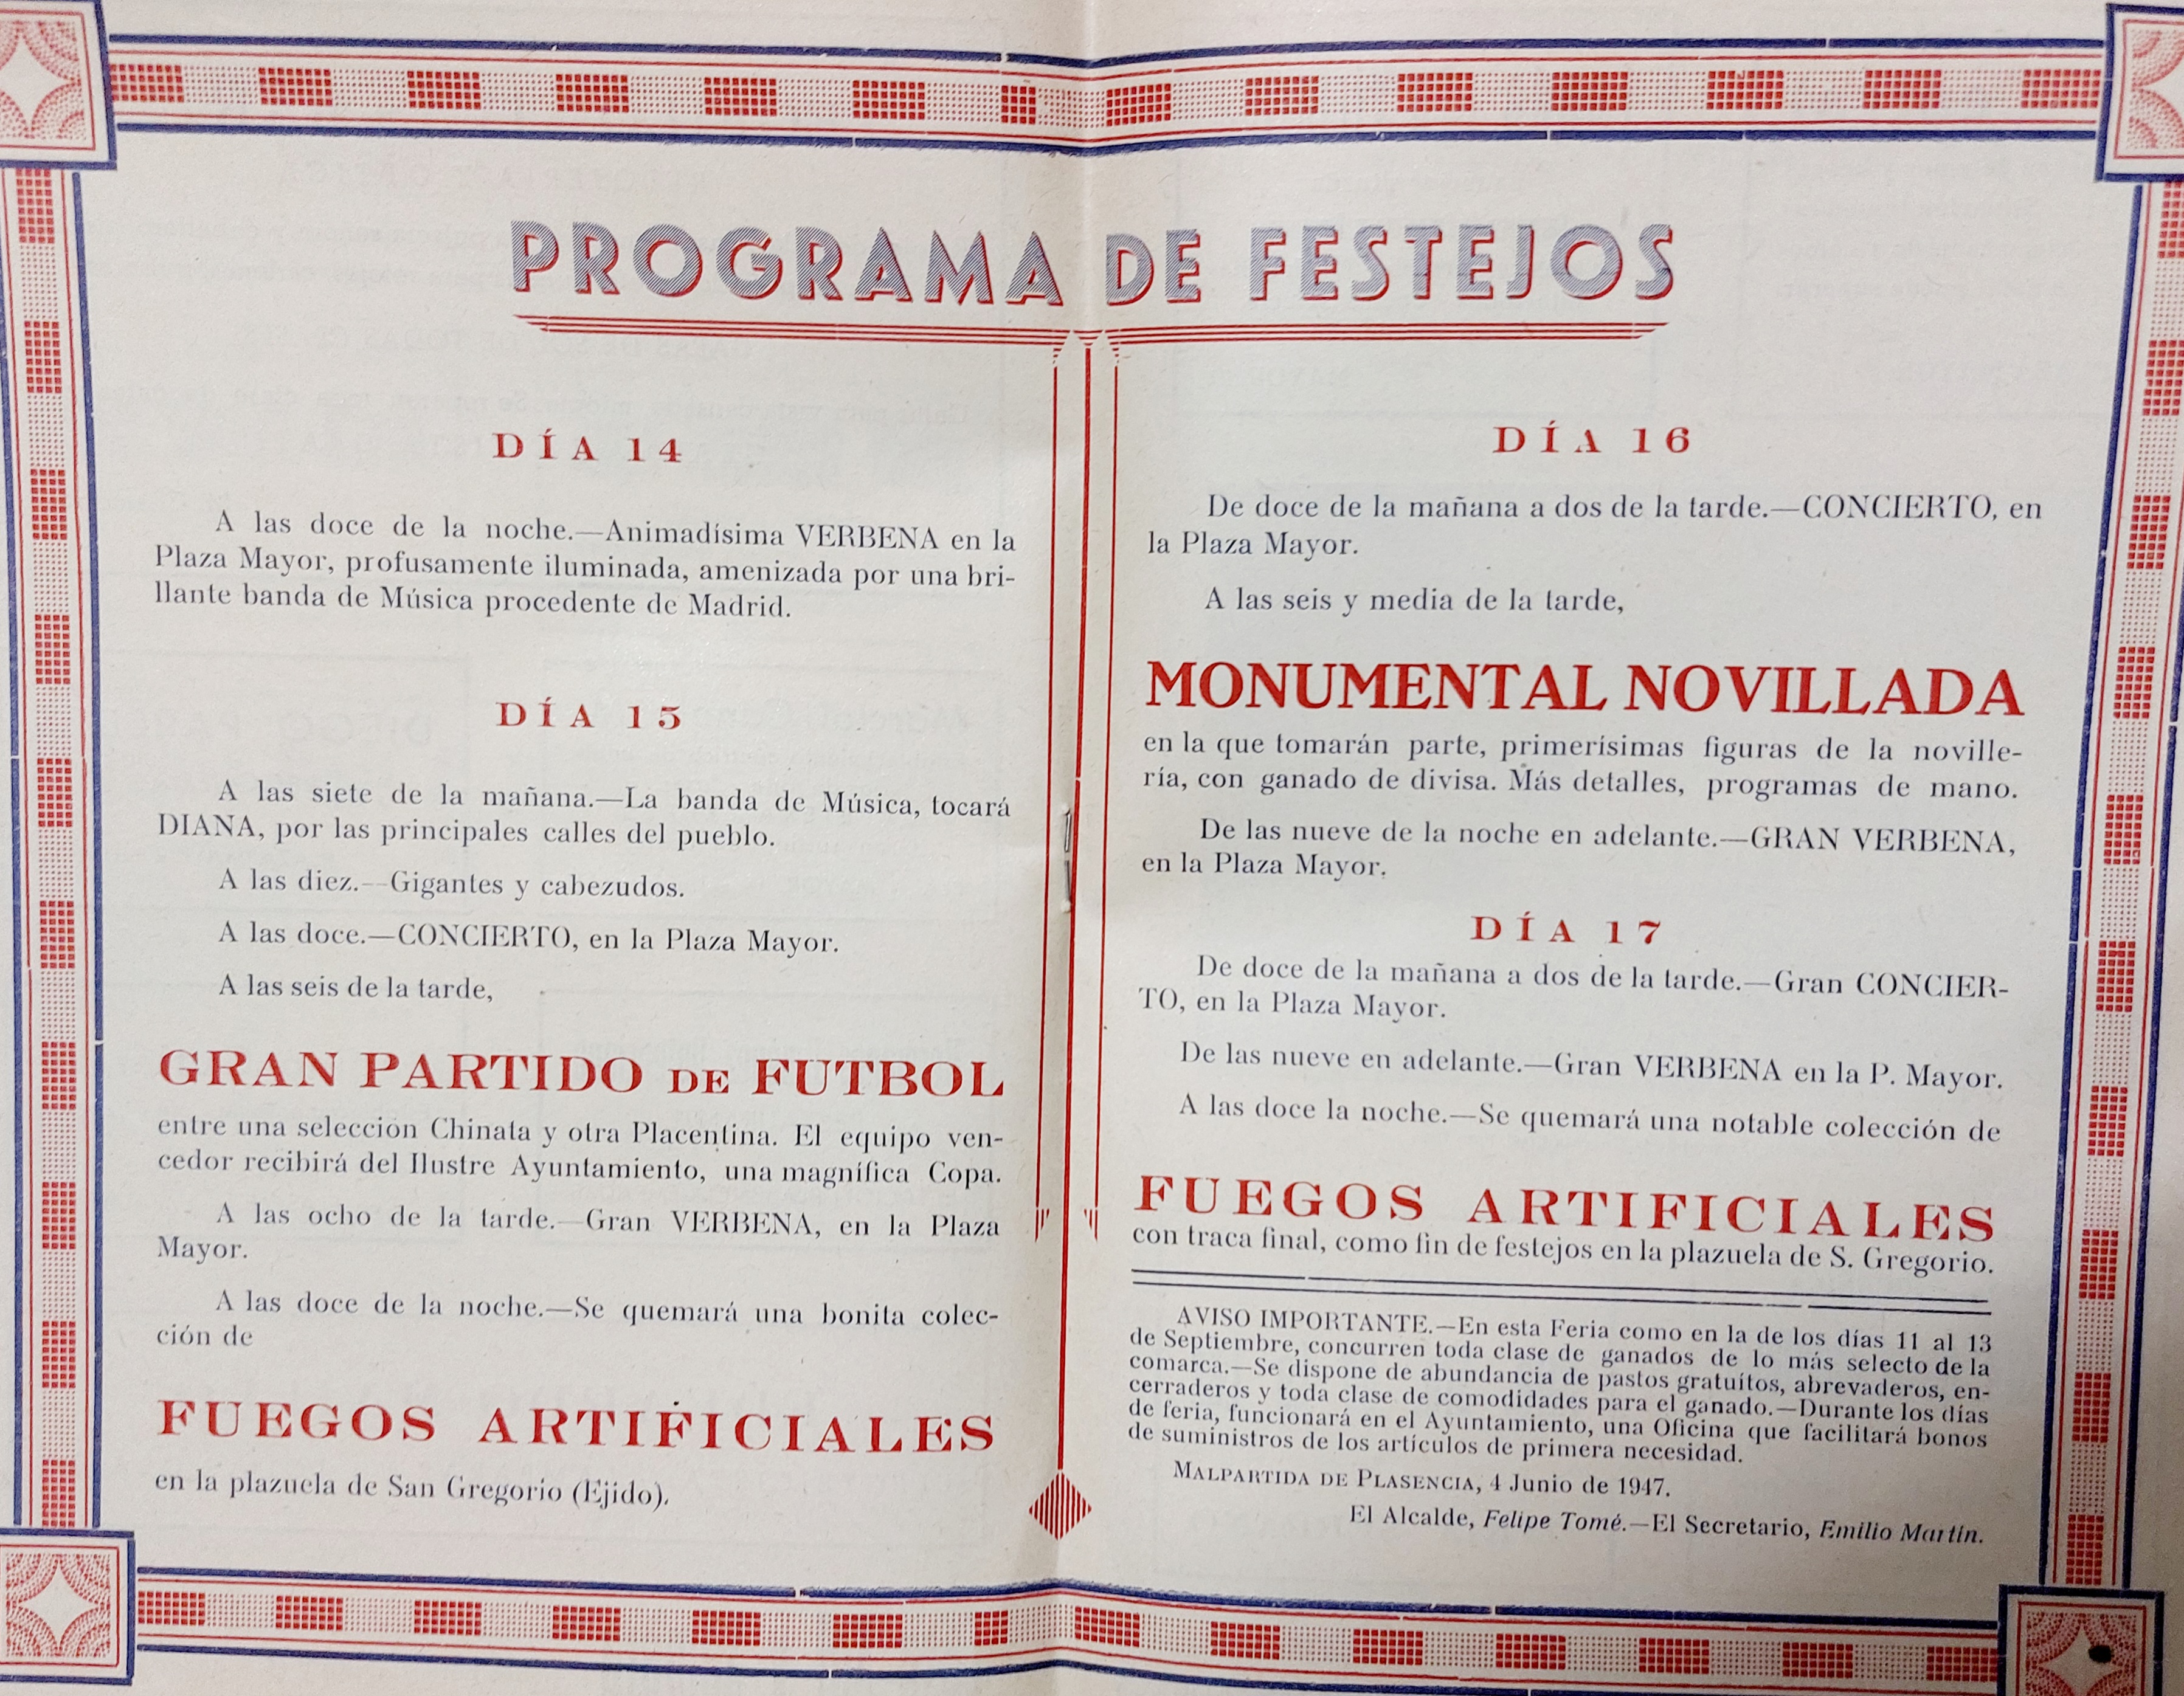 PROGRAMA DE FESTEJOS
DÍA 14
A las doce de la noche.—Animadísima VERBENA en la
Plaza Mayor, profusamente iluminada, amenizada por una bri-
llante banda de Música procedente de Madrid.
DÍA 15
A las siete de la mañana.—La banda de Música, tocará
DIANA, por las principales calles del pueblo.
A las diez.—Gigantes y cabezudos.
A las doce.—CONCIERTO, en la Plaza Mayor.
A las seis de la tarde,
GRAN PARTIDO DE FUTBOL
entre una selección Chinata y otra Placentina. El equipo ven-
cedor recibirá del Ilustre Ayuntamiento, una magnífica Copa.
A las ocho de la tarde.—Gran VERBENA, en la Plaza
Mayor.
A las doce de la noche.—Se quemará una bonita colec-
ción de
FUEGOS ARTIFICIALES
en la plazuela de San Gregorio (Ejido).
DÍA 16
De doce de la mañana a dos de la tarde.—CONCIERTO, en
la Plaza Mayor.
A las seis y media de la tarde,
MONUMENTAL NOVILLADA
en la que tomarán parte, primerísimas figuras de la noville-
ría, con ganado de divisa. Más detalles, programas de mano.
De las nueve de la noche en adelante.—GRAN VERBENA,
en la Plaza Mayor.
DÍA 17
De doce de la mañana a dos de la tarde.—Gran CONCIER-
TO, en la Plaza Mayor.
De las nueve en adelante.—Gran VERBENA en la P. Mayor.
A las doce la noche.—Se quemará una notable colección de
FUEGOS ARTIFICIALES
con traca final, como fin de festejos en la plazuela de S. Gregorio.
AVISO IMPORTANTE.—En esta Feria como en la de los días 11 al 13
de Septiembre, concurren toda clase de ganados de lo más selecto de la
comarca.—Se dispone de abundancia de pastos gratuítos, abrevaderos, en-
cerraderos y toda clase de comodidades para el ganado.—Durante los días
de feria, funcionará en el Ayuntamiento, una Oficina que facilitará bonos
de suministros de los artículos de primera necesidad.
MALPARTIDA DE PLASENCIA, 4 Junio de 1947.
El Alcalde, Felipe Tomé.—El Secretario, Emilio Martín.